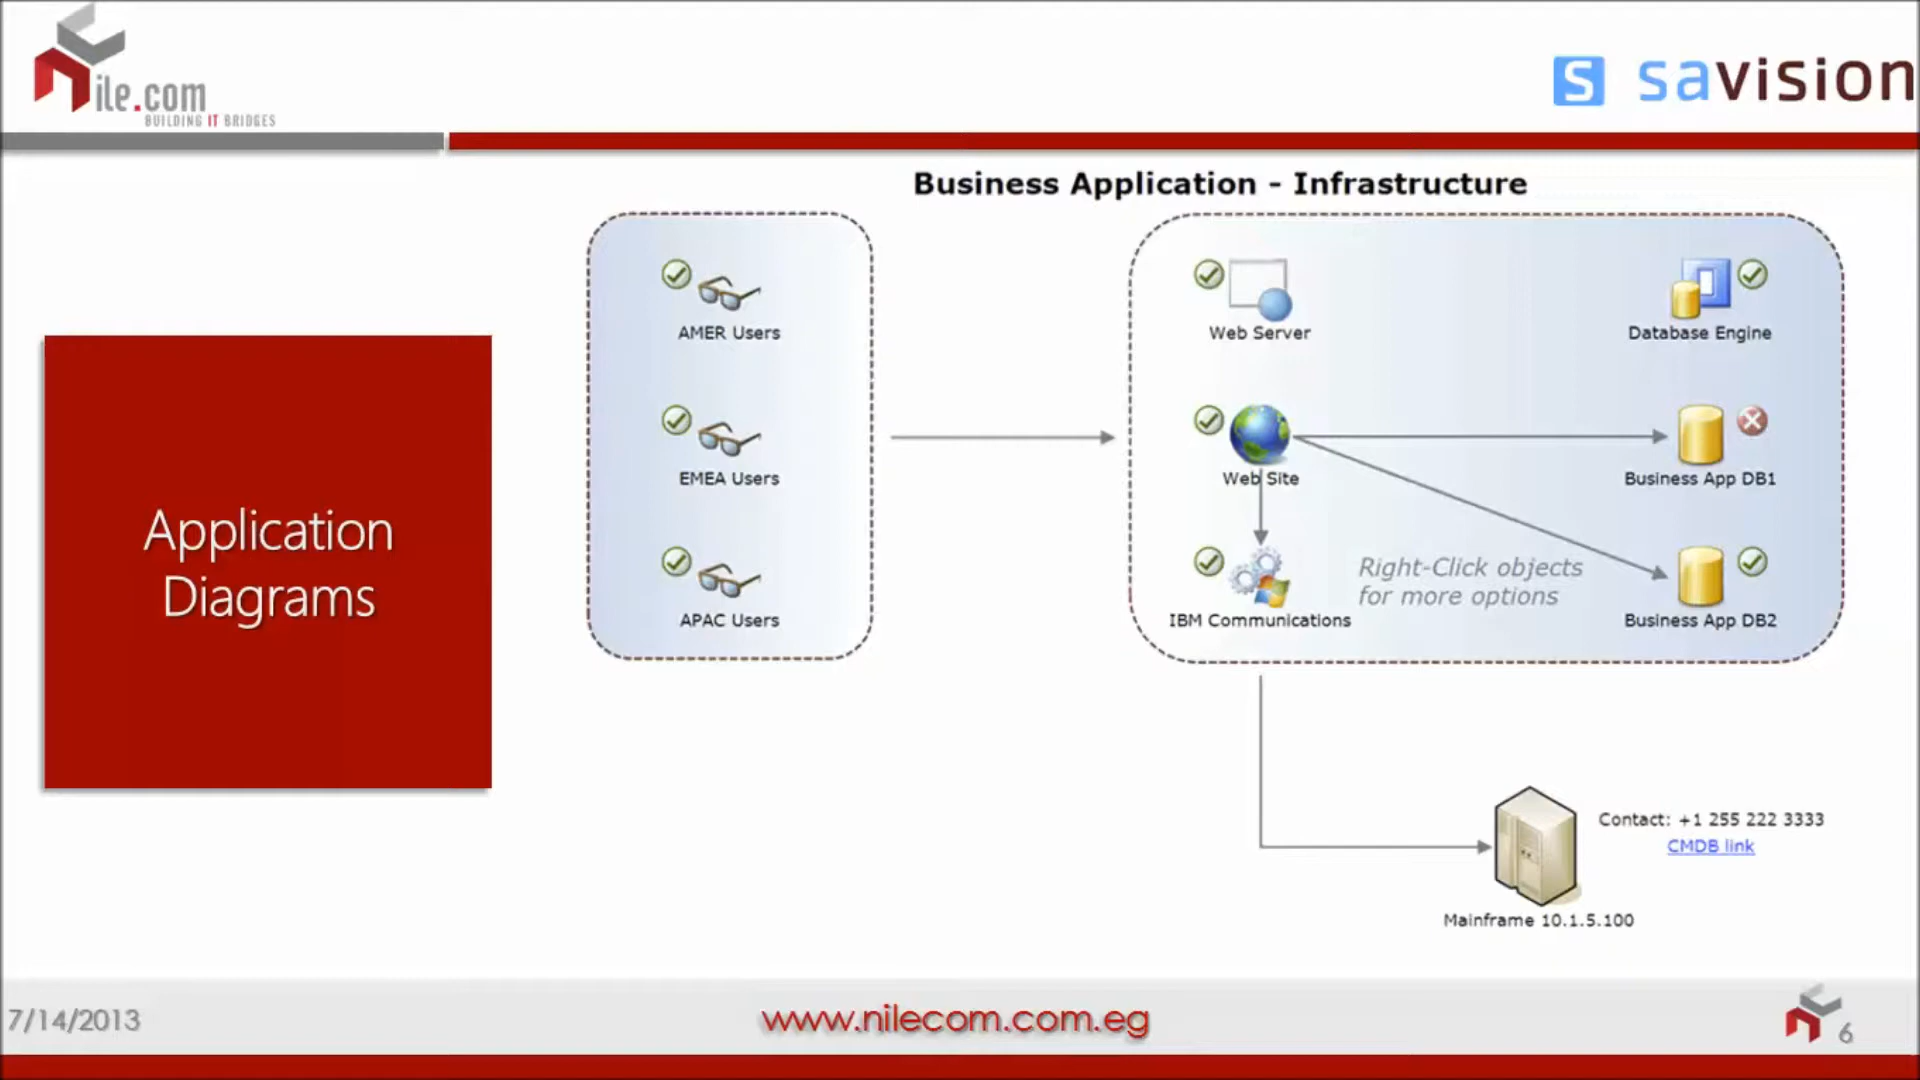 ile.com
BUILDING IT BRIDGES
S savision
Business Application - Infrastructure
Application
Diagrams
AMER Users
EMEA Users
APAC Users
Web Server
Database Engine
Web Site
Business App DB1
Right-Click objects
for more options
IBM Communications
Business App DB2
Contact: +1 255 222 3333
CMDB link
Mainframe 10.1.5.100
7/14/2013
www.nilecom.com.eg
6